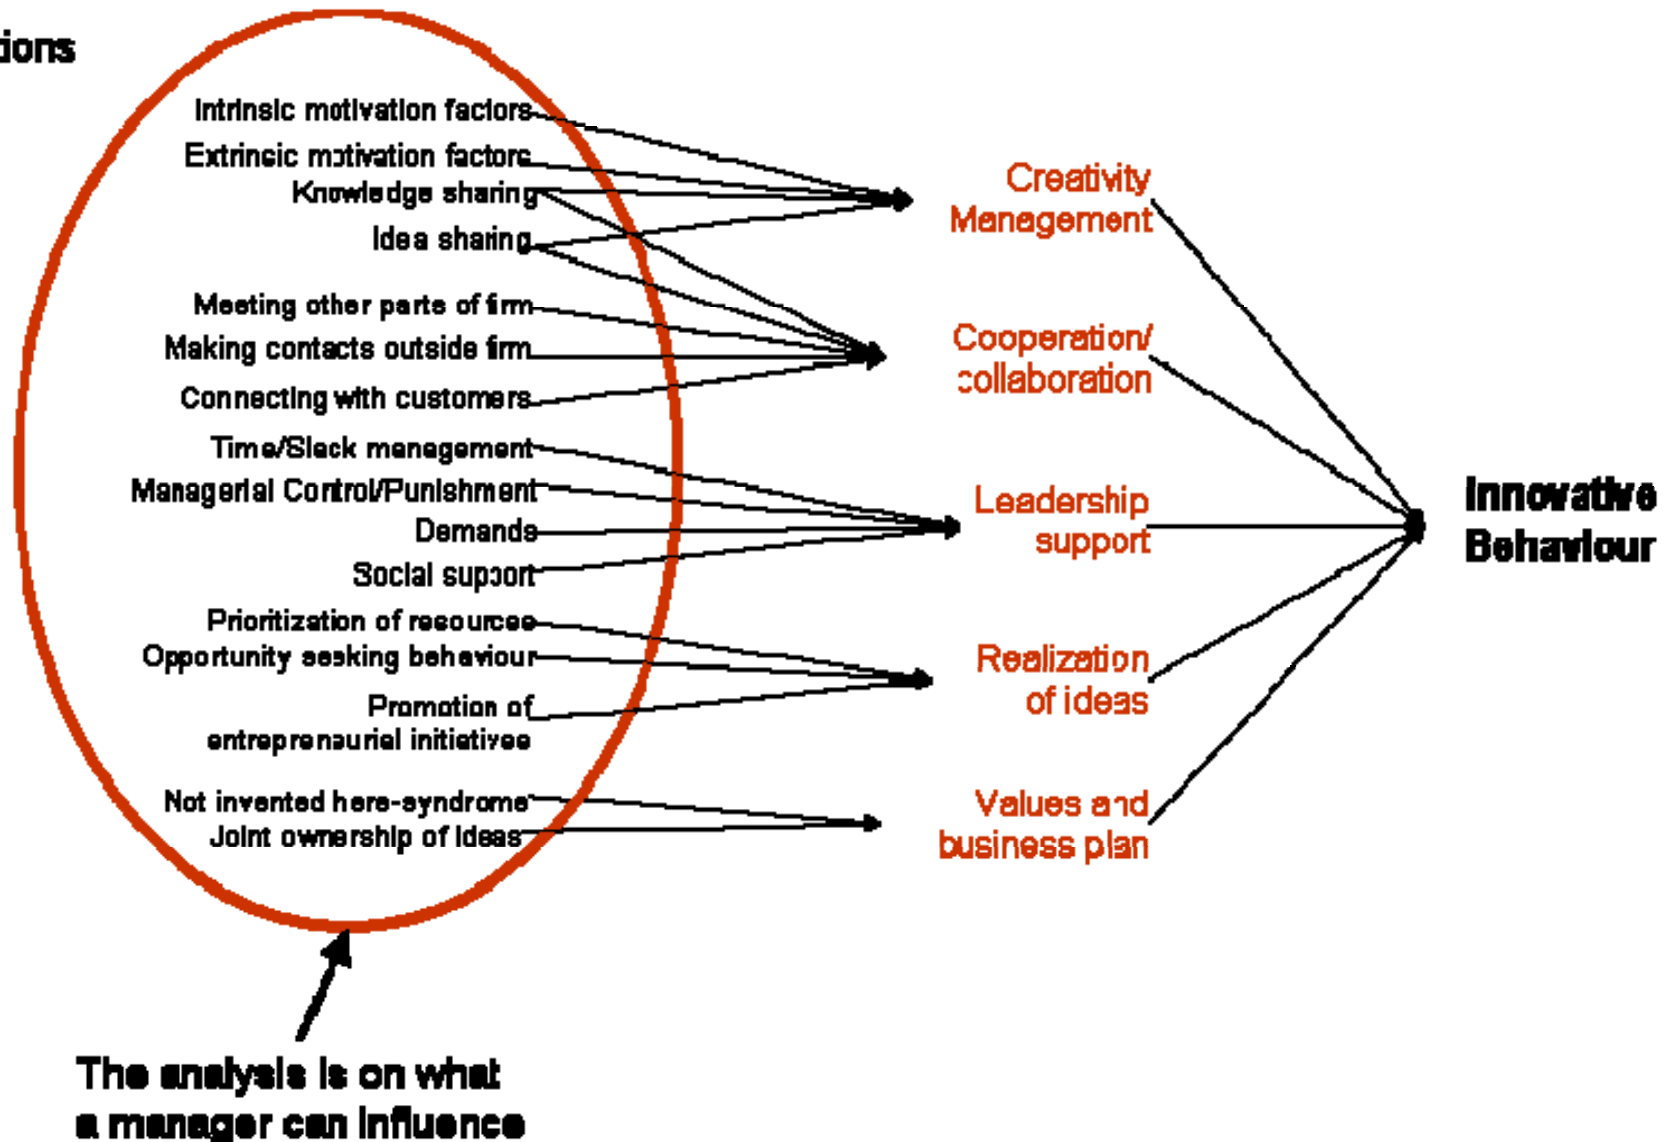 tions
Intrinsic motivation factors
Extrinsic motivation factors
Knowledge sharing
Idea sharing
Meeting other parts of firm
Making contacts outside firm
Connecting with customers
Time/Slack management
Managerial Control/Punishment
Demands
Social support
Prioritization of resources
Opportunity seeking behaviour
Promotion of
entrepreneurial initiatives
Not invented here-syndrome
Joint ownership of ideas
Creativity
Management
Cooperation/
collaboration
Leadership
support
Realization
of ideas
Values and
business plan
Innovative
Behaviour
The analysis is on what
a manager can influence